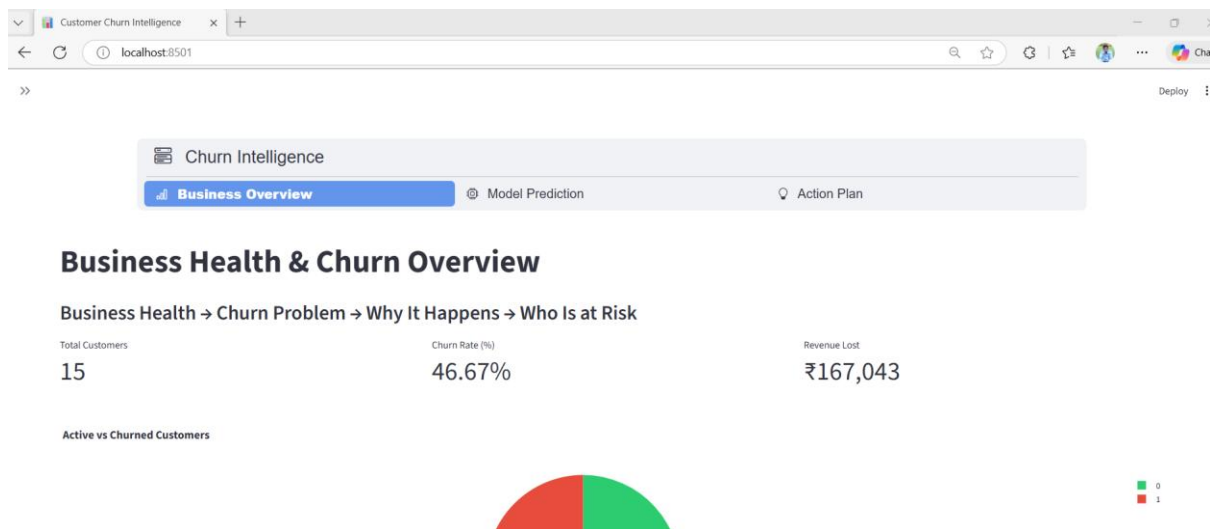 Customer Churn Intelligence
localhost:8501
Cha
Deploy
Churn Intelligence
Business Overview
Model Prediction
Action Plan
Business Health & Churn Overview
Business Health → Churn Problem → Why It Happens → Who Is at Risk
Total Customers
15
Churn Rate (%)
46.67%
Revenue Lost
₹167,043
Active vs Churned Customers
0
1